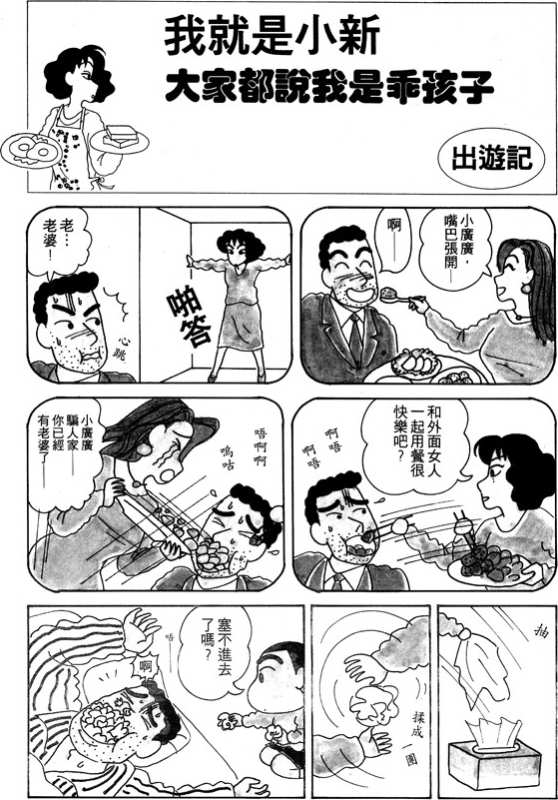 我就是小新
大家都說我是乖孩子
出遊記
小廣廣，
嘴巴張開
啊——
老…
老婆！
心跳
啪答
和外面女人
一起用餐很
快樂吧？
啊唔
啊唔
小廣廣
騙人家——
你已經
有老婆了——
唔啊啊
嗚咕
抽
揉成一團
塞不進去
了嗎？
唔
啊